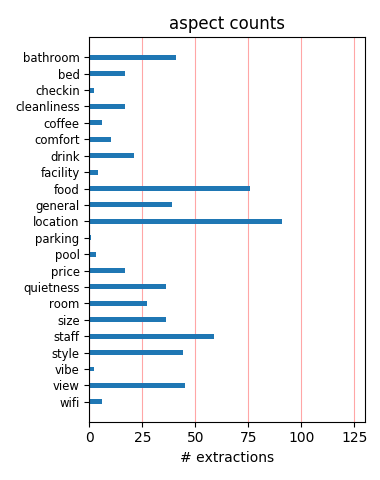 aspect counts
bathroom
bed
checkin
cleanliness
coffee
comfort
drink
facility
food
general
location
parking
pool
price
quietness
room
size
staff
style
vibe
view
wifi
0 25 50 75 100 125
# extractions